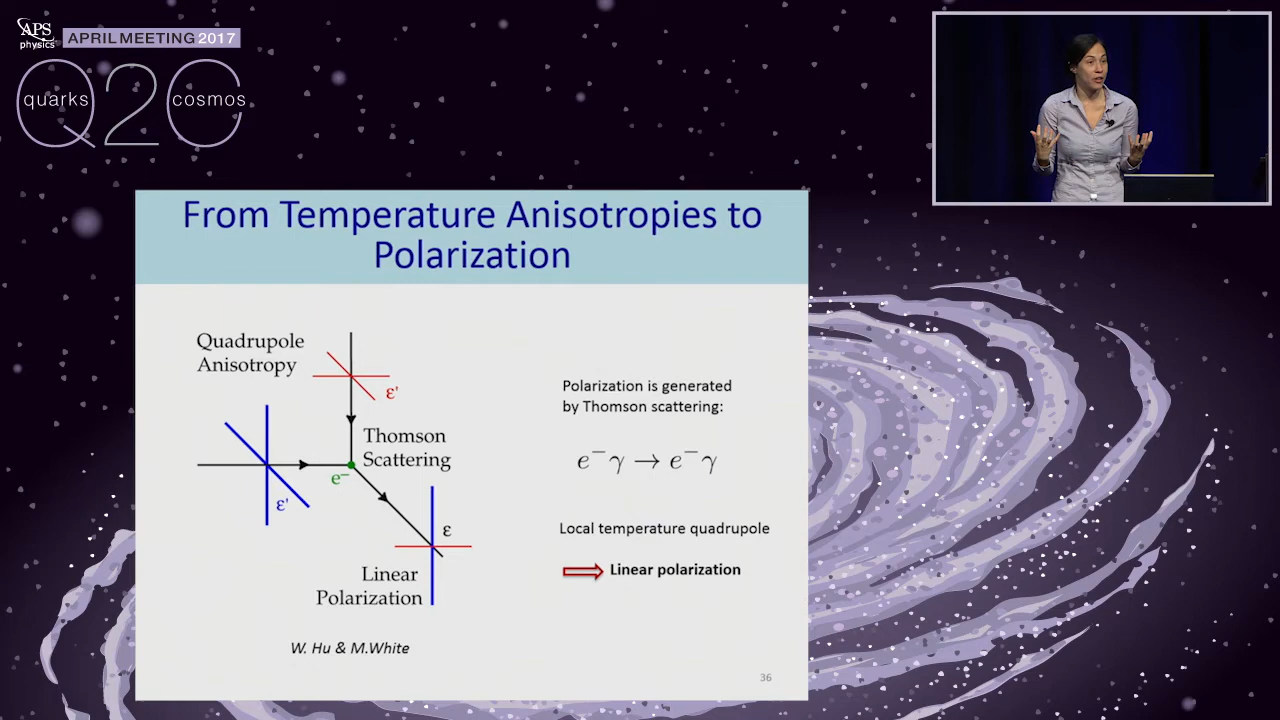 APS
physics
APRIL MEETING 2017
Q2C
quarks
cosmos
From Temperature Anisotropies to
Polarization
Quadrupole
Anisotropy
ε'
Thomson
Scattering
e−
ε'
ε
Linear
Polarization
W. Hu & M.White
Polarization is generated
by Thomson scattering:
e⁻ γ → e⁻ γ
Local temperature quadrupole
Linear polarization
36